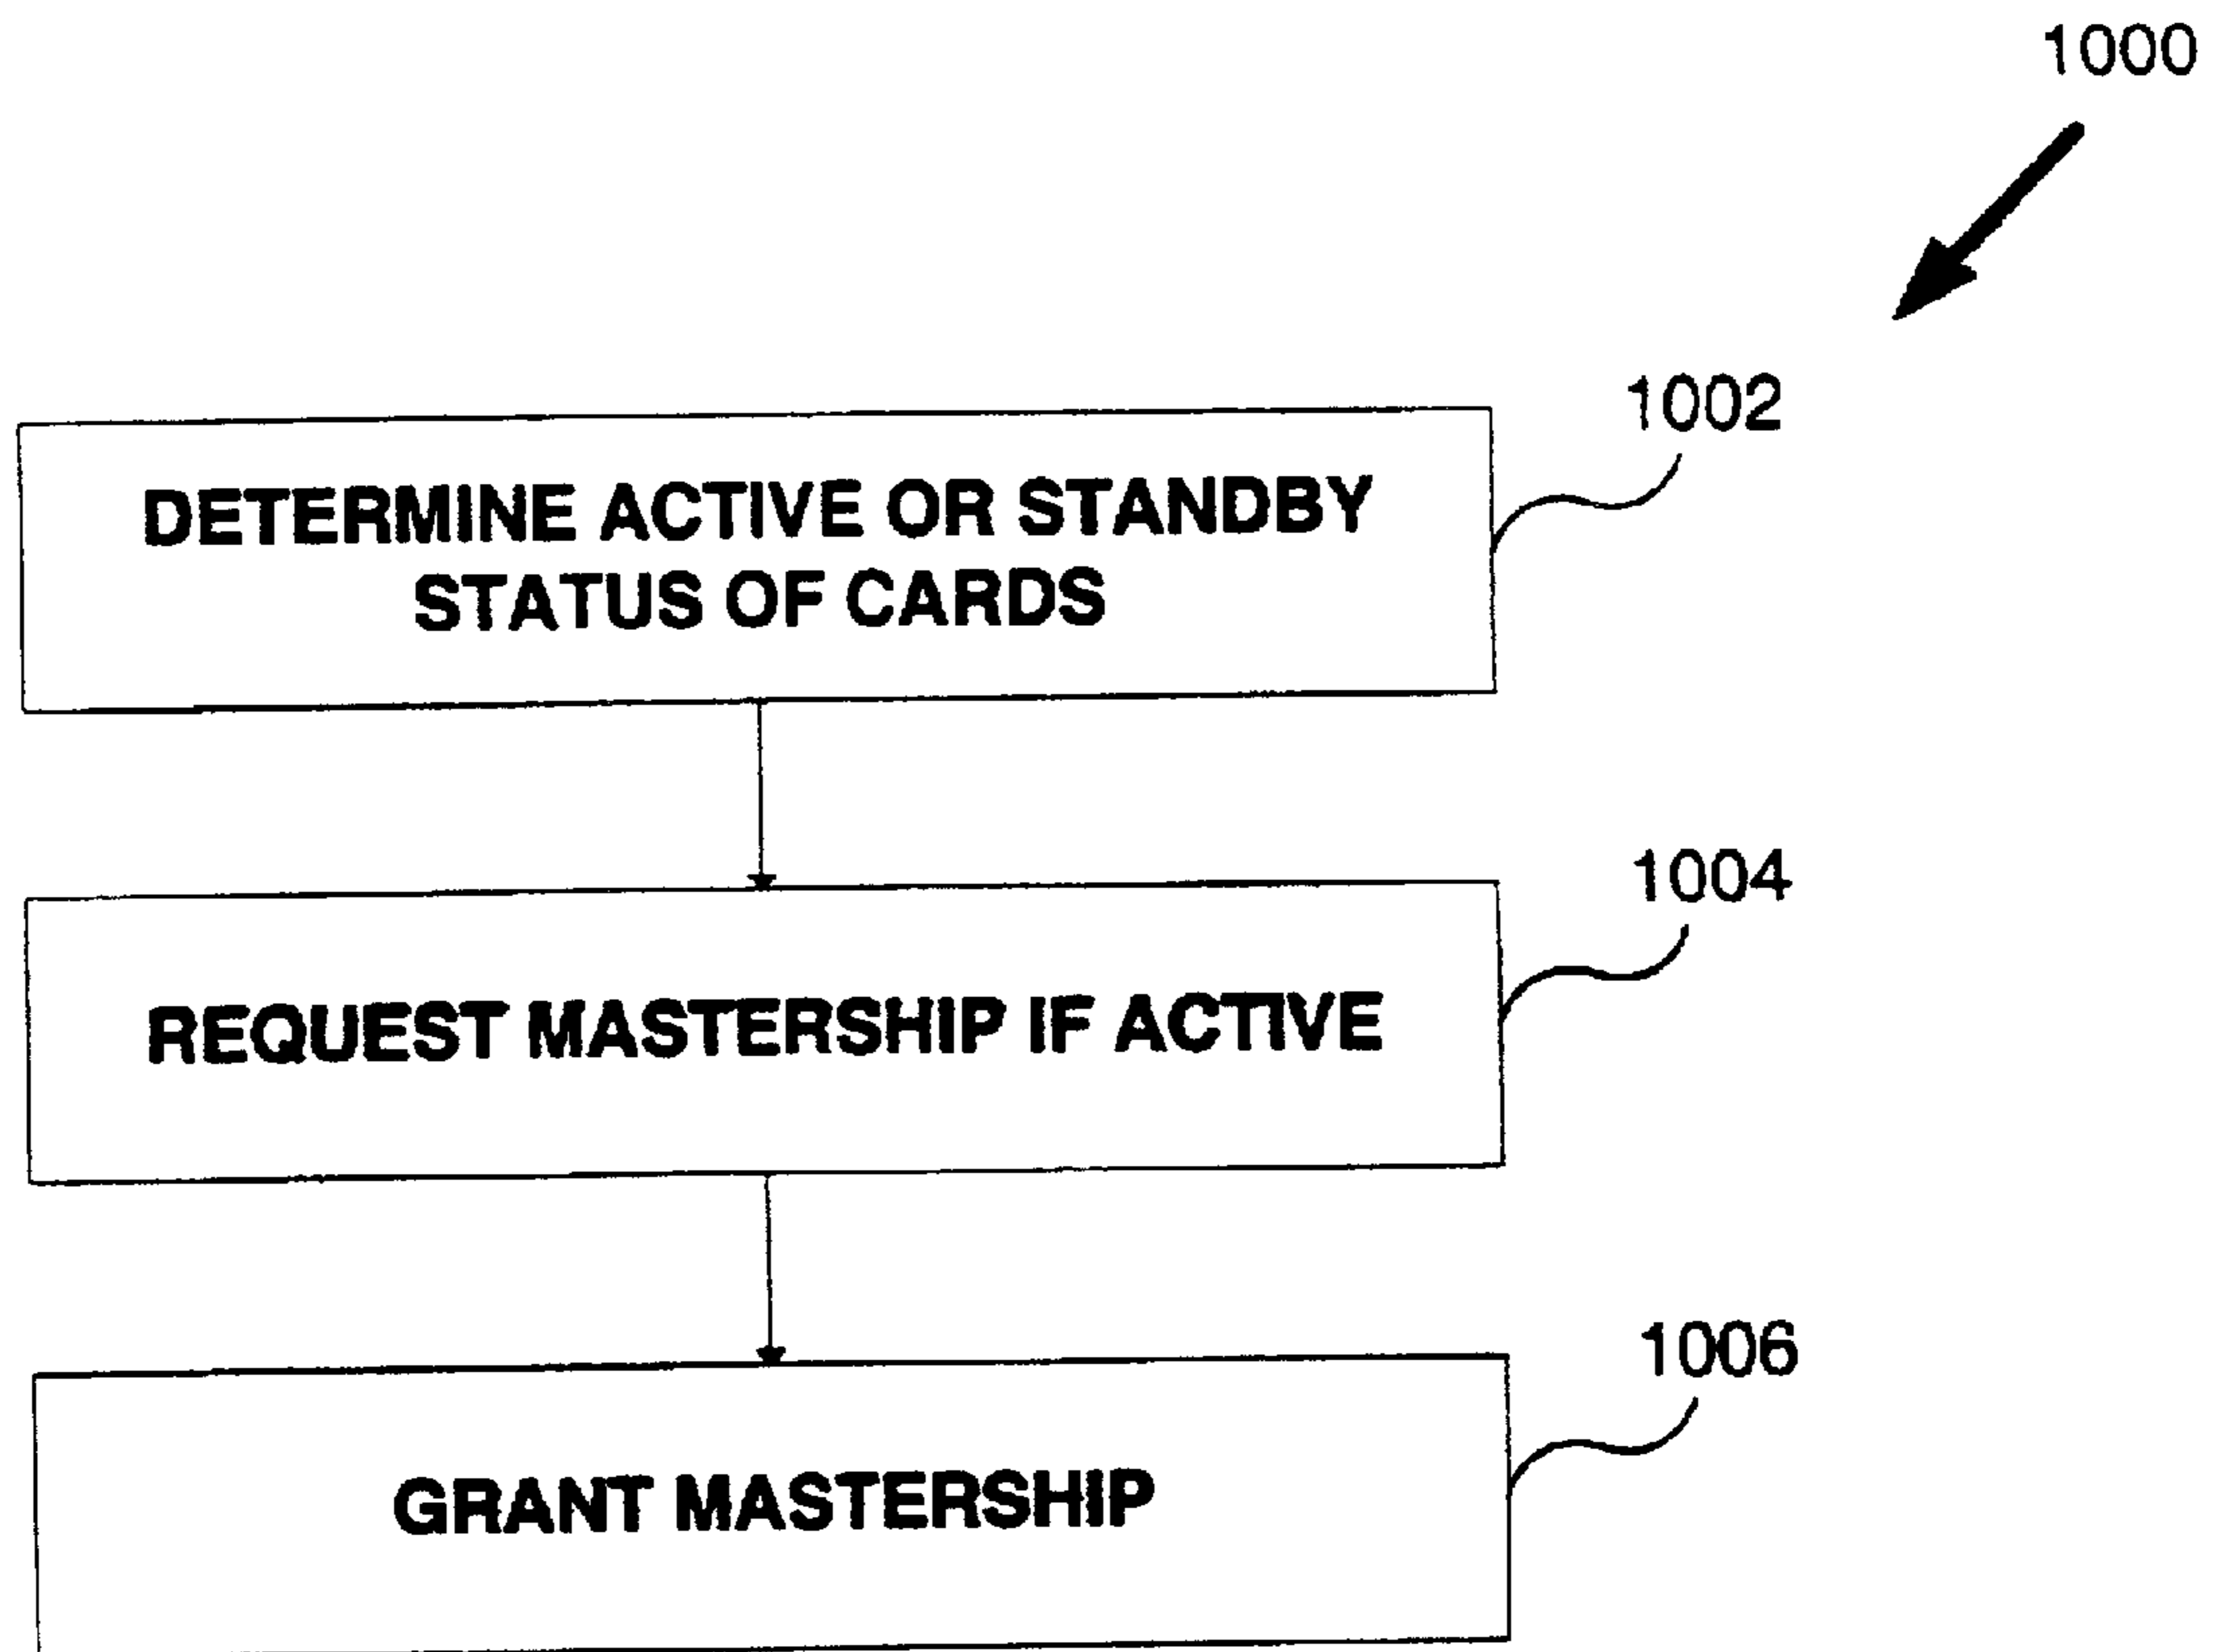 1000
1002
DETERMINE ACTIVE OR STANDBY
STATUS OF CARDS
1004
REQUEST MASTERSHIP IF ACTIVE
1006
GRANT MASTERSHIP